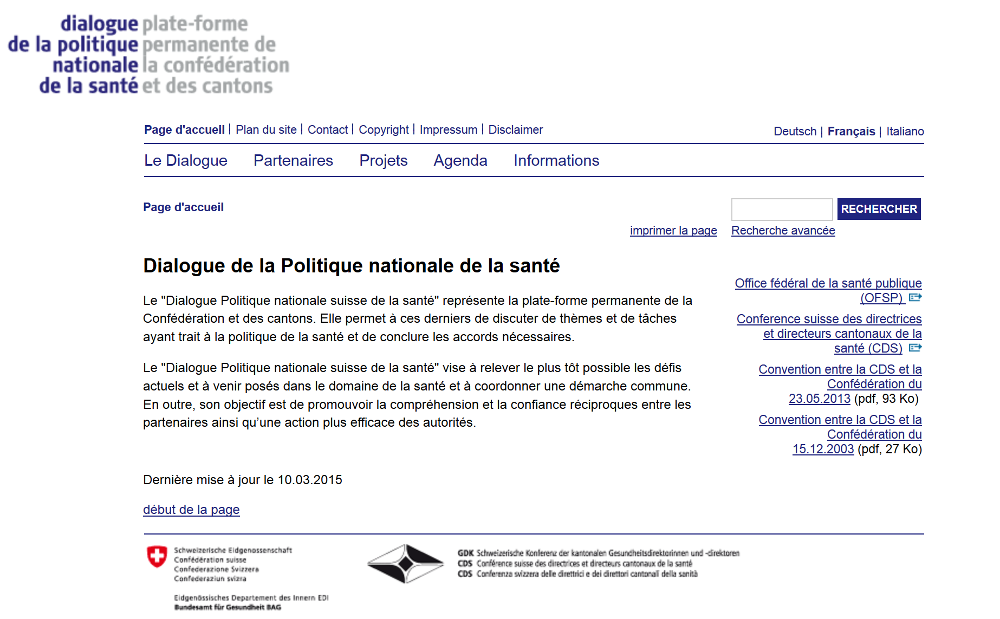 dialogue plate-forme
de la politique permanente de
nationale la confédération
de la santé et des cantons
Page d'accueil | Plan du site | Contact | Copyright | Impressum | Disclaimer
Deutsch | Français | Italiano
Le Dialogue Partenaires Projets Agenda Informations
Page d'accueil
RECHERCHER
imprimer la page Recherche avancée
Dialogue de la Politique nationale de la santé
Le "Dialogue Politique nationale suisse de la santé" représente la plate-forme permanente de la
Confédération et des cantons. Elle permet à ces derniers de discuter de thèmes et de tâches
ayant trait à la politique de la santé et de conclure les accords nécessaires.
Le "Dialogue Politique nationale suisse de la santé" vise à relever le plus tôt possible les défis
actuels et à venir posés dans le domaine de la santé et à coordonner une démarche commune.
En outre, son objectif est de promouvoir la compréhension et la confiance réciproques entre les
partenaires ainsi qu’une action plus efficace des autorités.
Dernière mise à jour le 10.03.2015
début de la page
Office fédéral de la santé publique
(OFSP)
Conference suisse des directrices
et directeurs cantonaux de la
santé (CDS)
Convention entre la CDS et la
Confédération du
23.05.2013 (pdf, 93 Ko)
Convention entre la CDS et la
Confédération du
15.12.2003 (pdf, 27 Ko)
Schweizerische Eidgenossenschaft
Confédération suisse
Confederazione Svizzera
Confederaziun svizra
Eidgenössisches Departement des Innern EDI
Bundesamt für Gesundheit BAG
GDK Schweizerische Konferenz der kantonalen Gesundheitsdirektorinnen und -direktoren
CDS Conférence suisse des directrices et directeurs cantonaux de la santé
CDS Conferenza svizzera delle direttrici e dei direttori cantonali della sanità